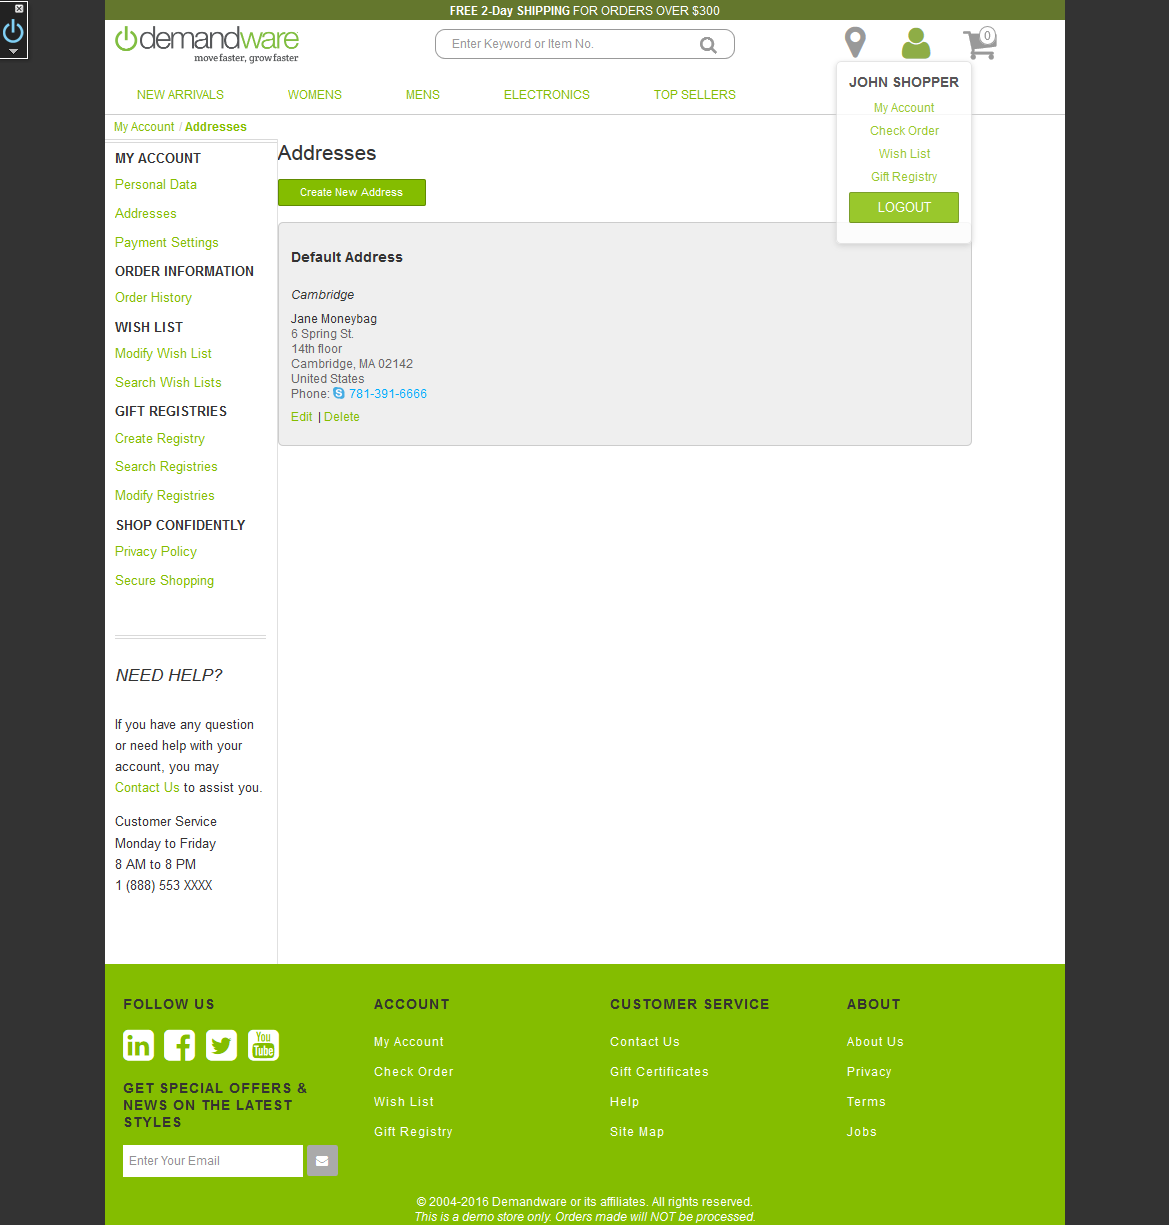 FREE 2-Day SHIPPING FOR ORDERS OVER $300
demandware
move faster, grow faster
Enter Keyword or Item No.
0
JOHN SHOPPER
My Account
Check Order
Wish List
Gift Registry
LOGOUT
NEW ARRIVALS WOMENS MENS ELECTRONICS TOP SELLERS
My Account / Addresses
MY ACCOUNT
Personal Data
Addresses
Payment Settings
ORDER INFORMATION
Order History
WISH LIST
Modify Wish List
Search Wish Lists
GIFT REGISTRIES
Create Registry
Search Registries
Modify Registries
SHOP CONFIDENTLY
Privacy Policy
Secure Shopping
NEED HELP?
If you have any question
or need help with your
account, you may
Contact Us to assist you.
Customer Service
Monday to Friday
8 AM to 8 PM
1 (888) 553 XXXX
Addresses
Create New Address
Default Address
Cambridge
Jane Moneybag
6 Spring St.
14th floor
Cambridge, MA 02142
United States
Phone: 781-391-6666
Edit | Delete
FOLLOW US
You
Tube
GET SPECIAL OFFERS &
NEWS ON THE LATEST
STYLES
Enter Your Email
ACCOUNT
My Account
Check Order
Wish List
Gift Registry
CUSTOMER SERVICE
Contact Us
Gift Certificates
Help
Site Map
ABOUT
About Us
Privacy
Terms
Jobs
© 2004-2016 Demandware or its affiliates. All rights reserved.
This is a demo store only. Orders made will NOT be processed.